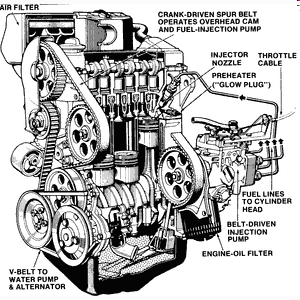 AIR FILTER
CRANK-DRIVEN SPUR BELT
OPERATES OVERHEAD CAM
AND FUEL-INJECTION PUMP
INJECTOR
NOZZLE
THROTTLE
CABLE
PREHEATER
("GLOW PLUG")
FUEL LINES
TO CYLINDER
HEAD
BELT-DRIVEN
INJECTION
PUMP
ENGINE-OIL FILTER
V-BELT TO
WATER PUMP
& ALTERNATOR